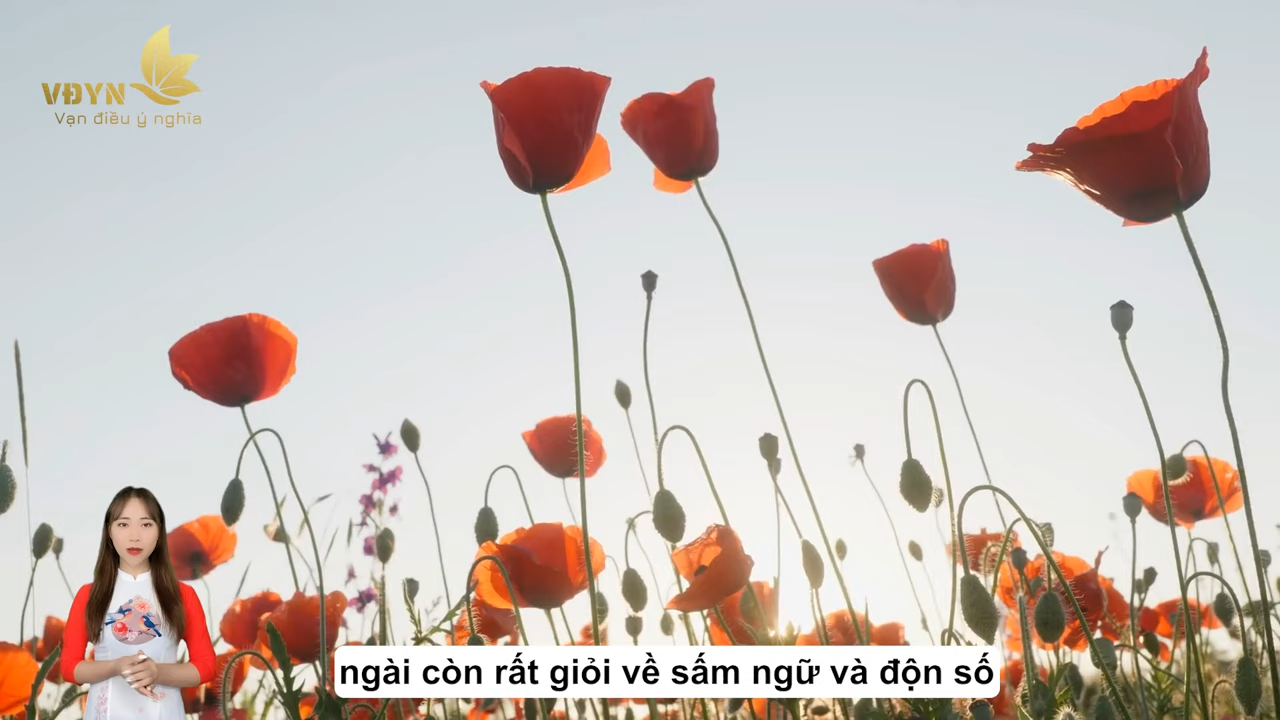 VĐYN
Vạn điều ý nghĩa
ngài còn rất giỏi về sấm ngữ và độn số